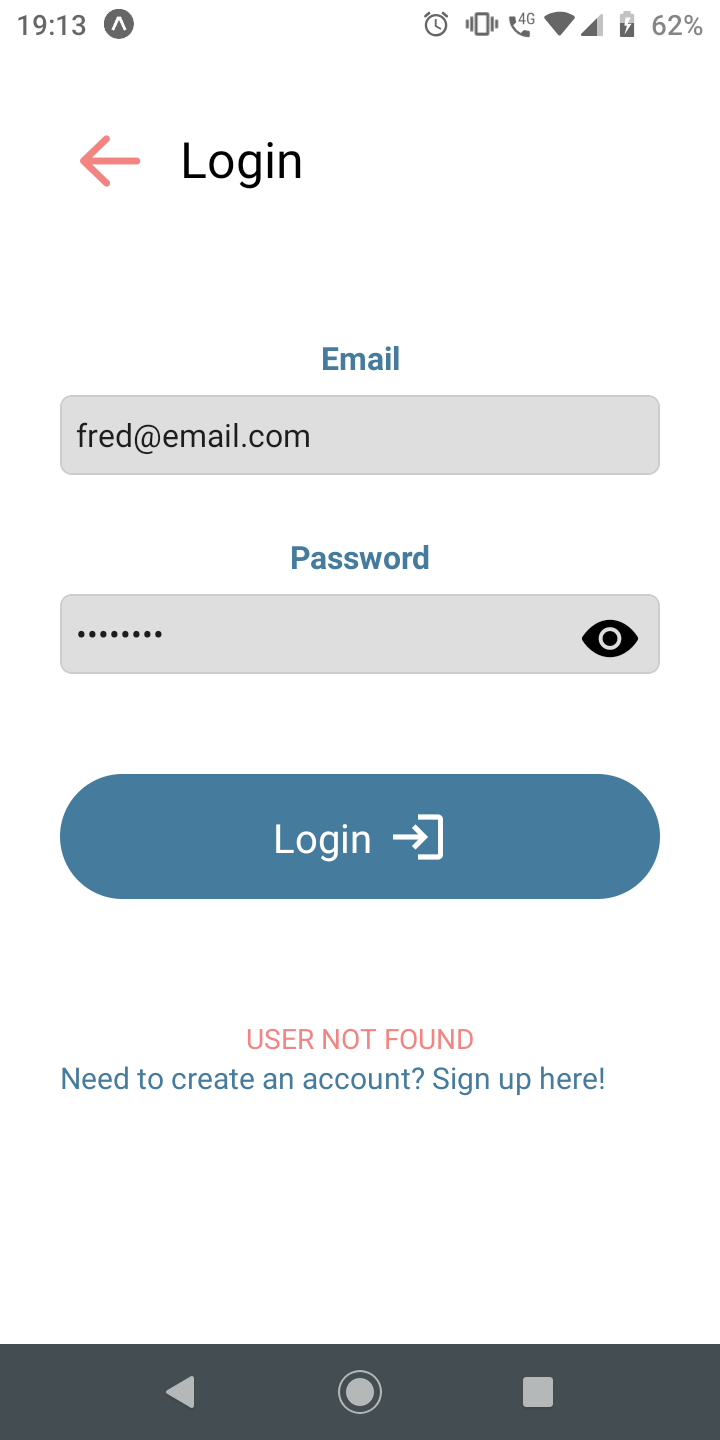 19:13 4G 62%
Login
Email
fred@email.com
Password
••••••••
Login
USER NOT FOUND
Need to create an account? Sign up here!